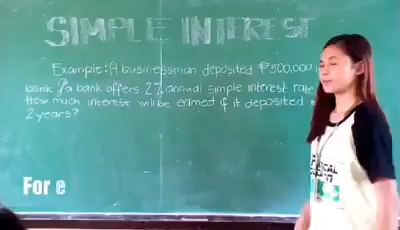 SIMPLE INTEREST
Example: A businessman deposited ₱500,000
bank. If a bank offers 2% annual simple interest rate
How much interest will be earned if it deposited
2 years?
For e